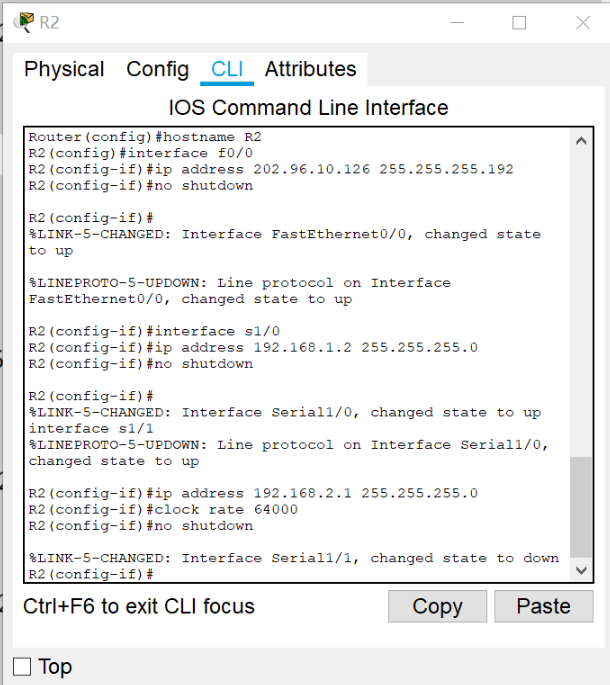 R2
Physical Config CLI Attributes
IOS Command Line Interface
Router(config)#hostname R2
R2(config)#interface f0/0
R2(config-if)#ip address 202.96.10.126 255.255.255.192
R2(config-if)#no shutdown
R2(config-if)#
%LINK-5-CHANGED: Interface FastEthernet0/0, changed state
to up
%LINEPROTO-5-UPDOWN: Line protocol on Interface
FastEthernet0/0, changed state to up
R2(config-if)#interface s1/0
R2(config-if)#ip address 192.168.1.2 255.255.255.0
R2(config-if)#no shutdown
R2(config-if)#
%LINK-5-CHANGED: Interface Serial1/0, changed state to up
interface s1/1
%LINEPROTO-5-UPDOWN: Line protocol on Interface Serial1/0,
changed state to up
R2(config-if)#ip address 192.168.2.1 255.255.255.0
R2(config-if)#clock rate 64000
R2(config-if)#no shutdown
%LINK-5-CHANGED: Interface Serial1/1, changed state to down
R2(config-if)#
Ctrl+F6 to exit CLI focus
Copy
Paste
Top